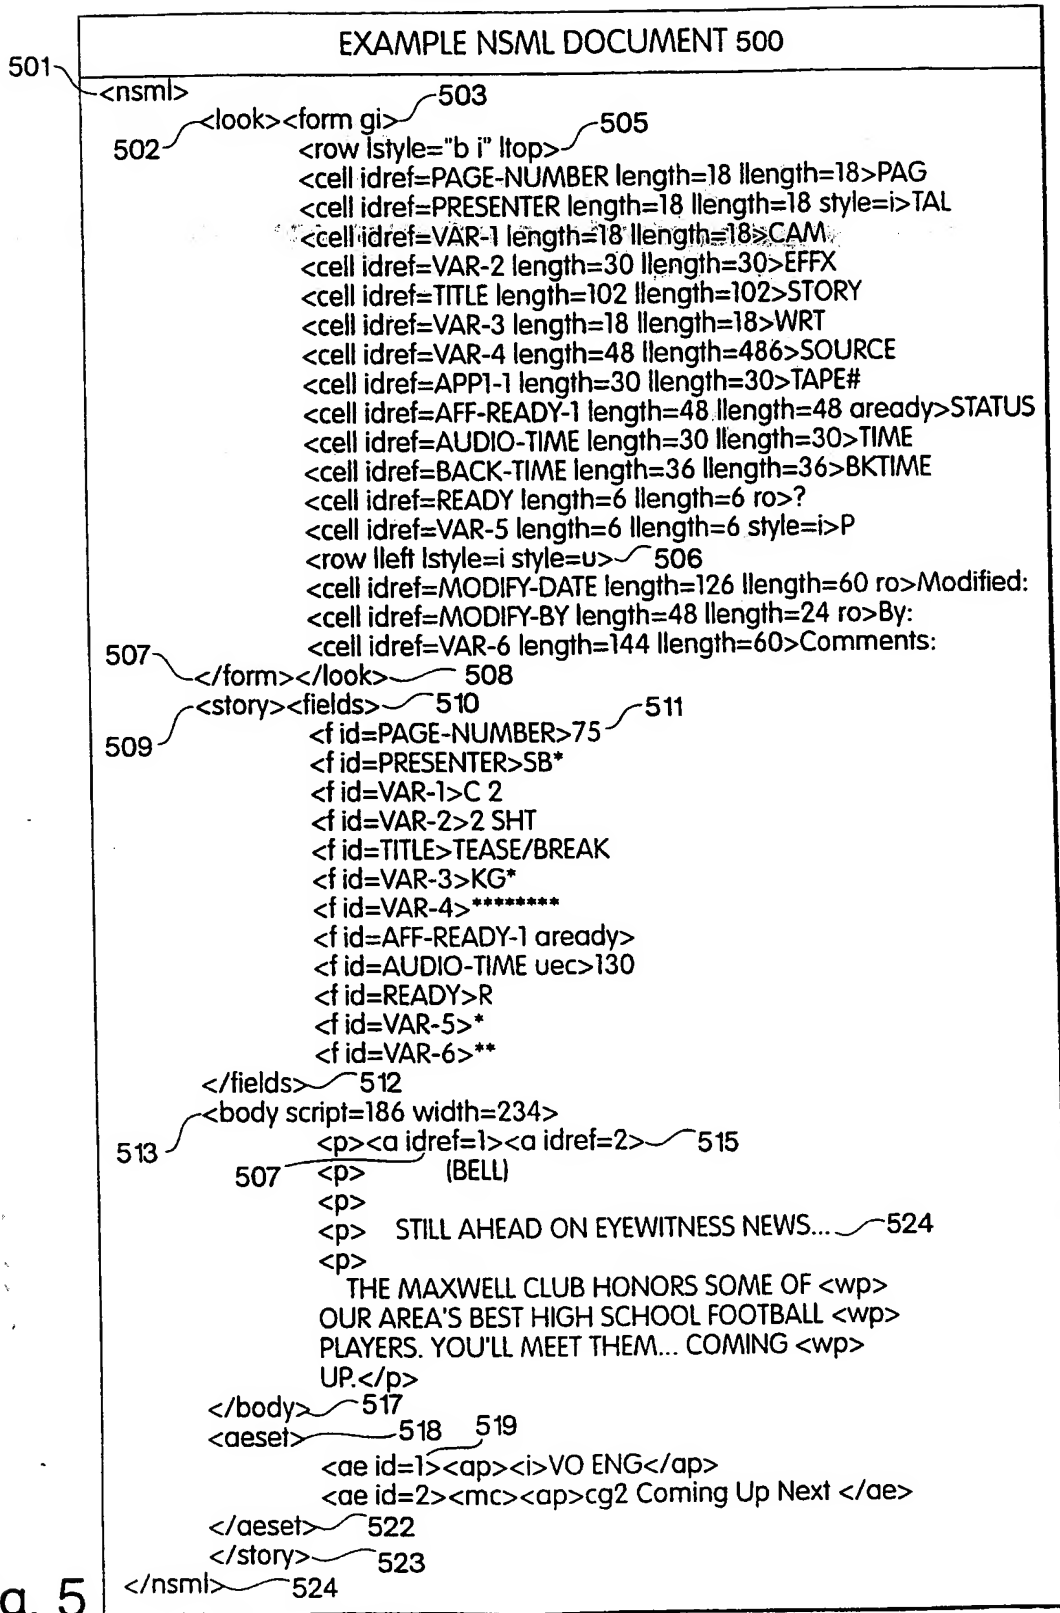 EXAMPLE NSML DOCUMENT 500
501
<nsml>
503
<look><form gi>
502
505
<row lstyle="b i" ltop>
<cell idref=PAGE-NUMBER length=18 llength=18>PAG
<cell idref=PRESENTER length=18 llength=18 style=i>TAL
<cell idref=VAR-1 length=18 llength=18>CAM
<cell idref=VAR-2 length=30 llength=30>EFFX
<cell idref=TITLE length=102 llength=102>STORY
<cell idref=VAR-3 length=18 llength=18>WRT
<cell idref=VAR-4 length=48 llength=486>SOURCE
<cell idref=APP1-1 length=30 llength=30>TAPE#
<cell idref=AFF-READY-1 length=48 llength=48 aready>STATUS
<cell idref=AUDIO-TIME length=30 llength=30>TIME
<cell idref=BACK-TIME length=36 llength=36>BKTIME
<cell idref=READY length=6 llength=6 ro>?
<cell idref=VAR-5 length=6 llength=6 style=i>P
<row lleft lstyle=i style=u> 506
<cell idref=MODIFY-DATE length=126 llength=60 ro>Modified:
<cell idref=MODIFY-BY length=48 llength=24 ro>By:
<cell idref=VAR-6 length=144 llength=60>Comments:
507
</form></look> 508
<story><fields> 510
509
<f id=PAGE-NUMBER>75 511
<f id=PRESENTER>SB*
<f id=VAR-1>C 2
<f id=VAR-2>2 SHT
<f id=TITLE>TEASE/BREAK
<f id=VAR-3>KG*
<f id=VAR-4>********
<f id=AFF-READY-1 aready>
<f id=AUDIO-TIME uec>130
<f id=READY>R
<f id=VAR-5>*
<f id=VAR-6>**
</fields> 512
<body script=186 width=234>
513
<p><a idref=1><a idref=2> 515
507 <p> (BELL)
<p>
<p> STILL AHEAD ON EYEWITNESS NEWS... 524
<p>
THE MAXWELL CLUB HONORS SOME OF <wp>
OUR AREA'S BEST HIGH SCHOOL FOOTBALL <wp>
PLAYERS. YOU'LL MEET THEM... COMING <wp>
UP.</p>
</body> 517
<aeset> 518 519
<ae id=1><ap><i>VO ENG</ap>
<ae id=2><mc><ap>cg2 Coming Up Next </ae>
</aeset> 522
</story> 523
</nsml> 524
g. 5